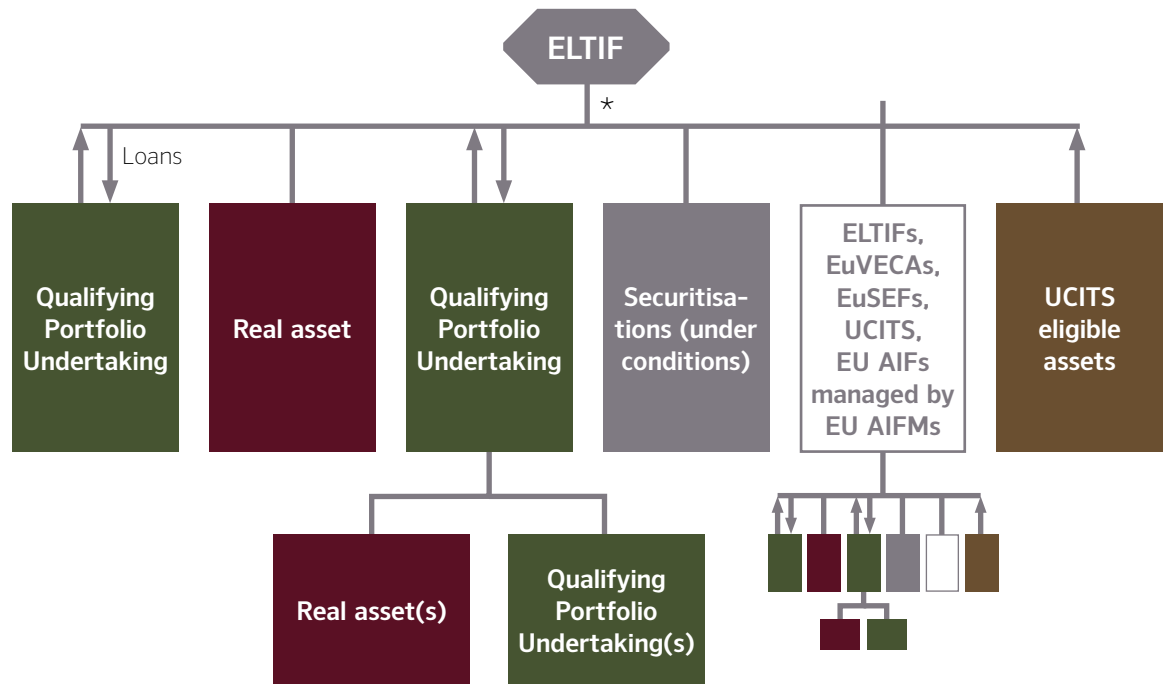 ELTIF
*
Loans
Qualifying
Portfolio
Undertaking
Real asset
Qualifying
Portfolio
Undertaking
Securitisa-
tions (under
conditions)
ELTIFs,
EuVECAs,
EuSEFs,
UCITS,
EU AIFs
managed by
EU AIFMs
UCITS
eligible
assets
Real asset(s)
Qualifying
Portfolio
Undertaking(s)